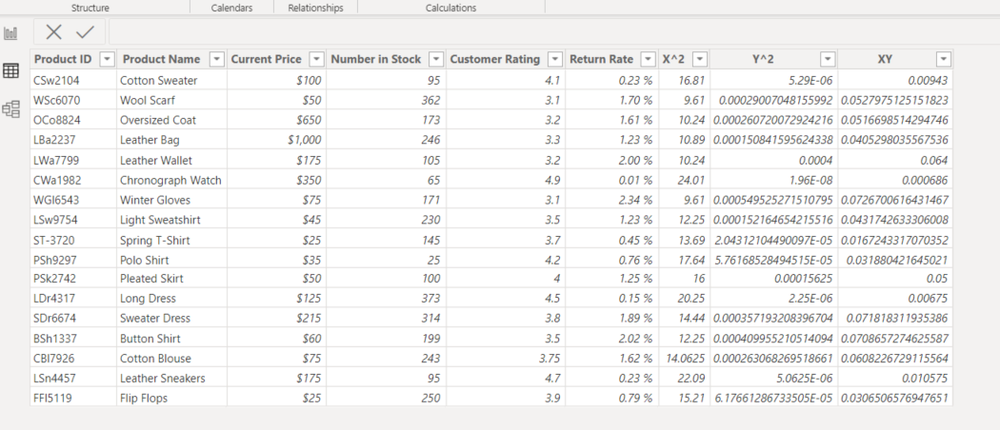 Structure Calendars Relationships Calculations
Product ID Product Name Current Price Number in Stock Customer Rating Return Rate X^2 Y^2 XY
CSw2104 Cotton Sweater $100 95 4.1 0.23 % 16.81 5.29E-06 0.00943
WSc6070 Wool Scarf $50 362 3.1 1.70 % 9.61 0.00029007048155992 0.0527975125151823
OCo8824 Oversized Coat $650 173 3.2 1.61 % 10.24 0.000260720072924216 0.0516698514294746
LBa2237 Leather Bag $1,000 246 3.3 1.23 % 10.89 0.000150841595624338 0.0405298035567536
LWa7799 Leather Wallet $175 105 3.2 2.00 % 10.24 0.0004 0.064
CWa1982 Chronograph Watch $350 65 4.9 0.01 % 24.01 1.96E-08 0.000686
WGl6543 Winter Gloves $75 171 3.1 2.34 % 9.61 0.000549525271510795 0.0726700616431467
LSw9754 Light Sweatshirt $45 230 3.5 1.23 % 12.25 0.000152164654215516 0.0431742633306008
ST-3720 Spring T-Shirt $25 145 3.7 0.45 % 13.69 2.04312104490097E-05 0.0167243317070352
PSh9297 Polo Shirt $35 25 4.2 0.76 % 17.64 5.76168528494515E-05 0.031880421645021
PSk2742 Pleated Skirt $50 100 4 1.25 % 16 0.00015625 0.05
LDr4317 Long Dress $125 373 4.5 0.15 % 20.25 2.25E-06 0.00675
SDr6674 Sweater Dress $215 314 3.8 1.89 % 14.44 0.000357193208396704 0.071818311935386
BSh1337 Button Shirt $60 199 3.5 2.02 % 12.25 0.000409955210514094 0.0708657274625587
CBl7926 Cotton Blouse $75 243 3.75 1.62 % 14.0625 0.000263068269518661 0.0608226729115564
LSn4457 Leather Sneakers $175 95 4.7 0.23 % 22.09 5.0625E-06 0.010575
FFl5119 Flip Flops $25 250 3.9 0.79 % 15.21 6.17661286733505E-05 0.0306506576947651